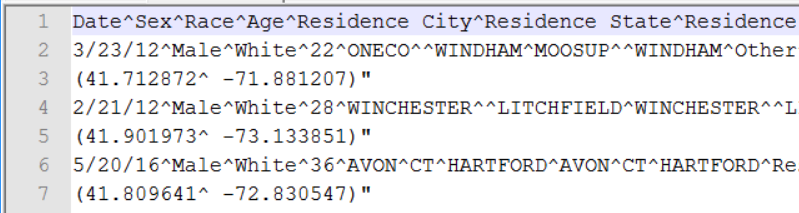 1 Date^Sex^Race^Age^Residence City^Residence State^Residence
2 3/23/12^Male^White^22^ONECO^^WINDHAM^MOOSUP^^WINDHAM^Other
3 (41.712872^ -71.881207)"
4 2/21/12^Male^White^28^WINCHESTER^^LITCHFIELD^WINCHESTER^^L
5 (41.901973^ -73.133851)"
6 5/20/16^Male^White^36^AVON^CT^HARTFORD^AVON^CT^HARTFORD^Re
7 (41.809641^ -72.830547)"